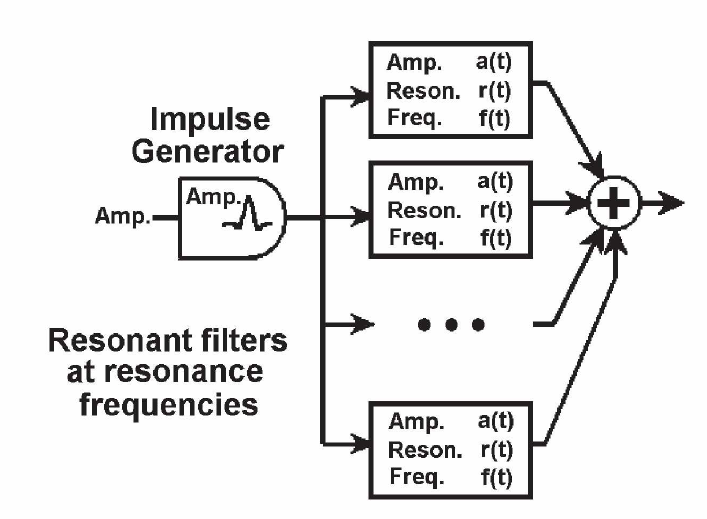 Impulse
Generator
Amp.
Amp.
Amp. a(t)
Reson. r(t)
Freq. f(t)
Amp. a(t)
Reson. r(t)
Freq. f(t)
+
• • •
Resonant filters
at resonance
frequencies
Amp. a(t)
Reson. r(t)
Freq. f(t)